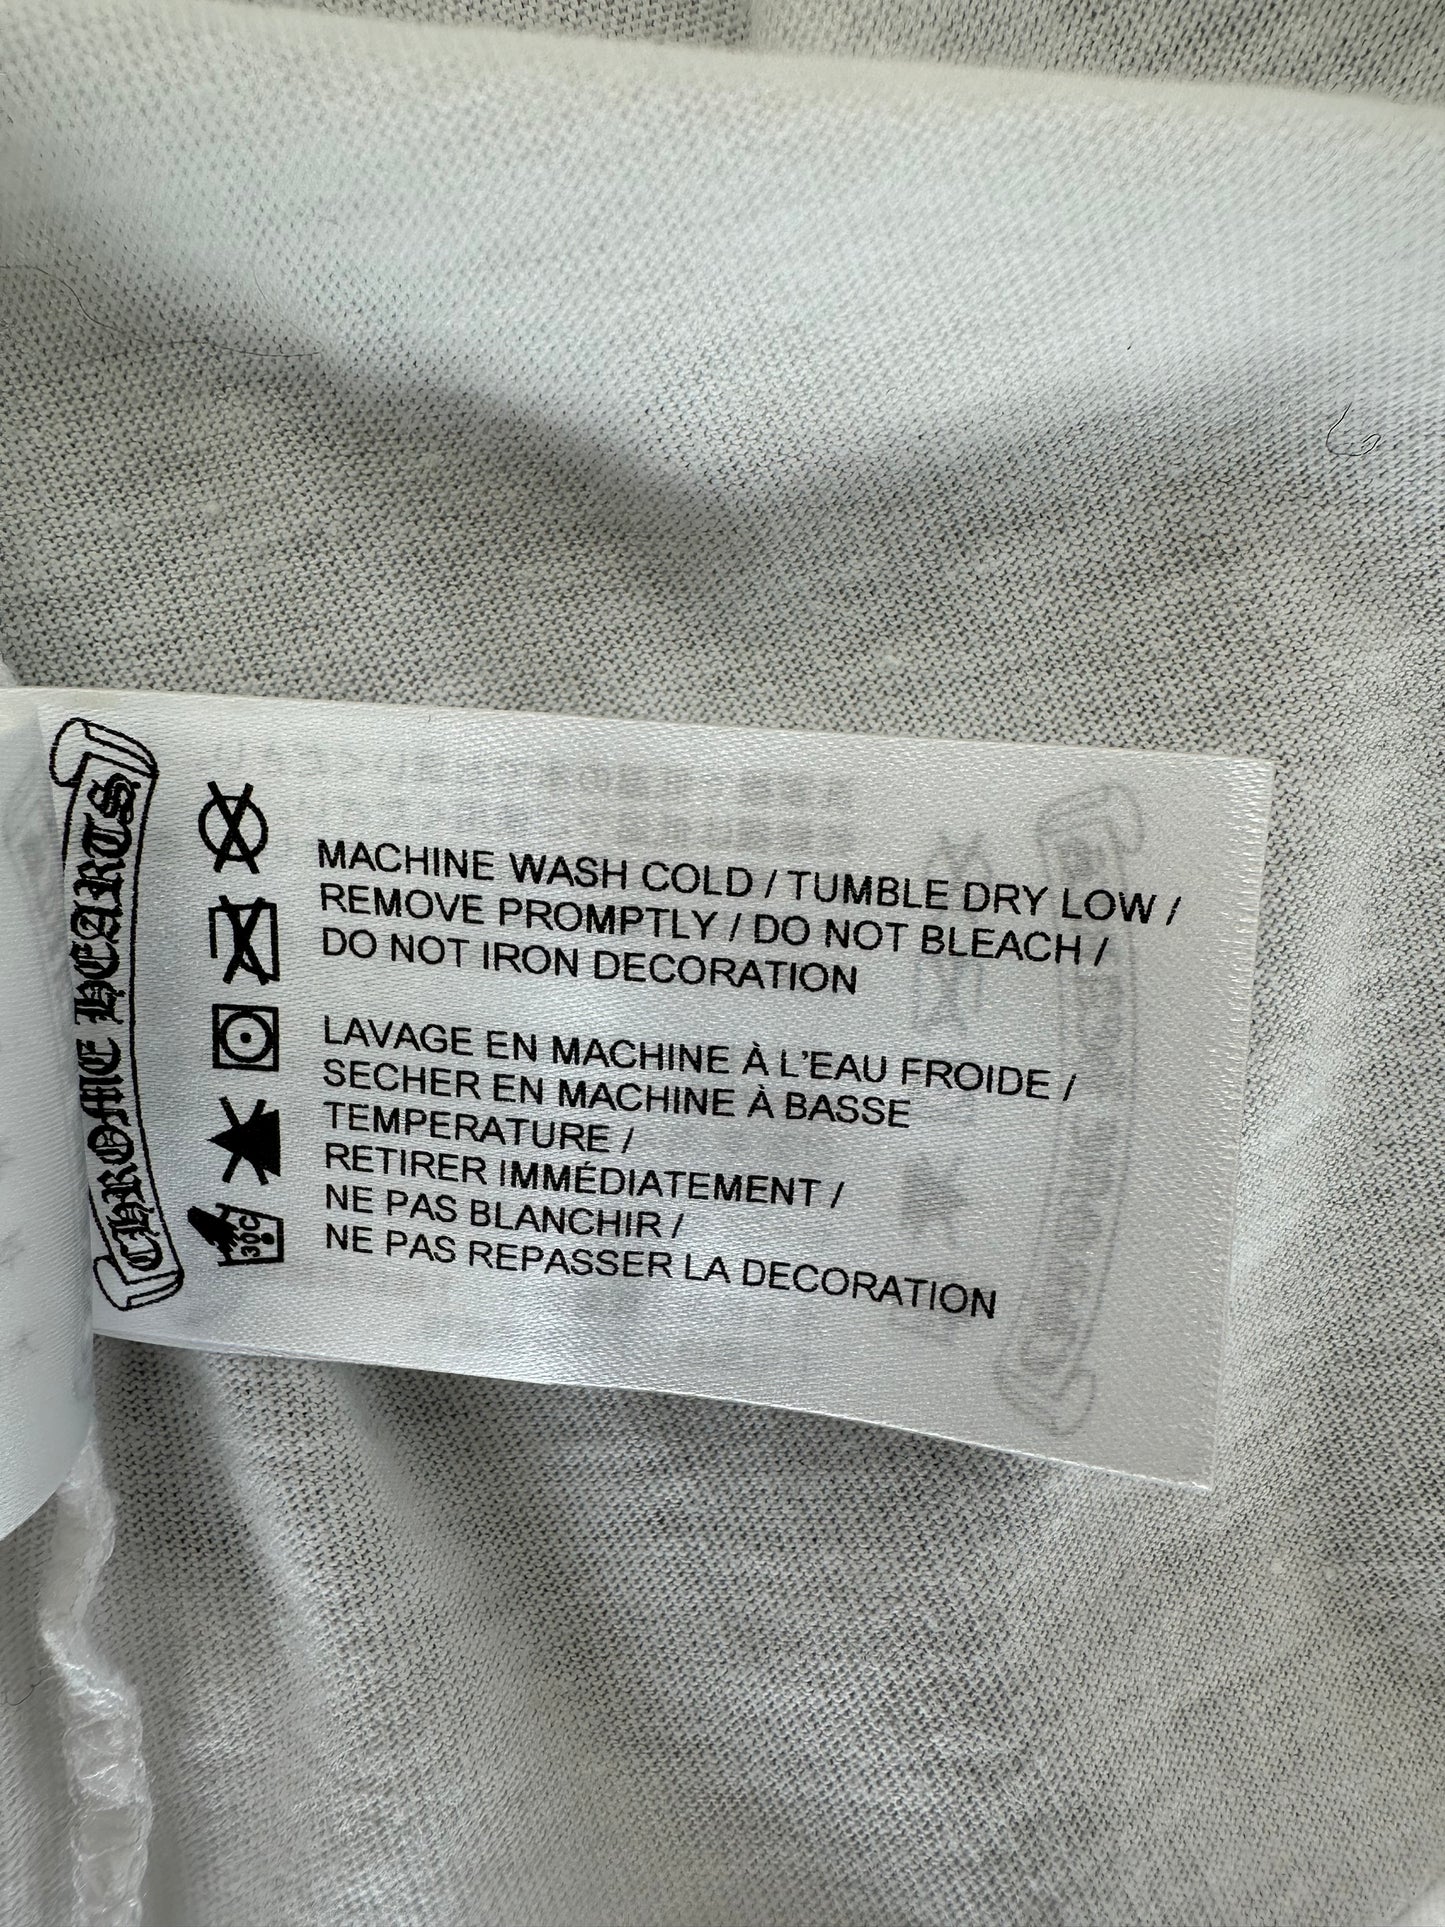 CHROME HEARTS
MACHINE WASH COLD / TUMBLE DRY LOW /
REMOVE PROMPTLY / DO NOT BLEACH /
DO NOT IRON DECORATION
LAVAGE EN MACHINE À L'EAU FROIDE /
SECHER EN MACHINE À BASSE
TEMPERATURE /
RETIRER IMMÉDIATEMENT /
NE PAS BLANCHIR /
NE PAS REPASSER LA DECORATION
30C